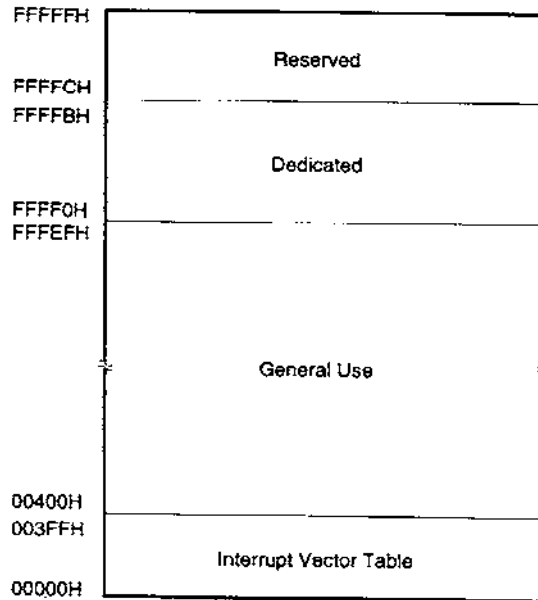 FFFFFH
Reserved
FFFFCH
FFFFBH
Dedicated
FFFF0H
FFFEFH
General Use
00400H
003FFH
Interrupt Vector Table
00000H